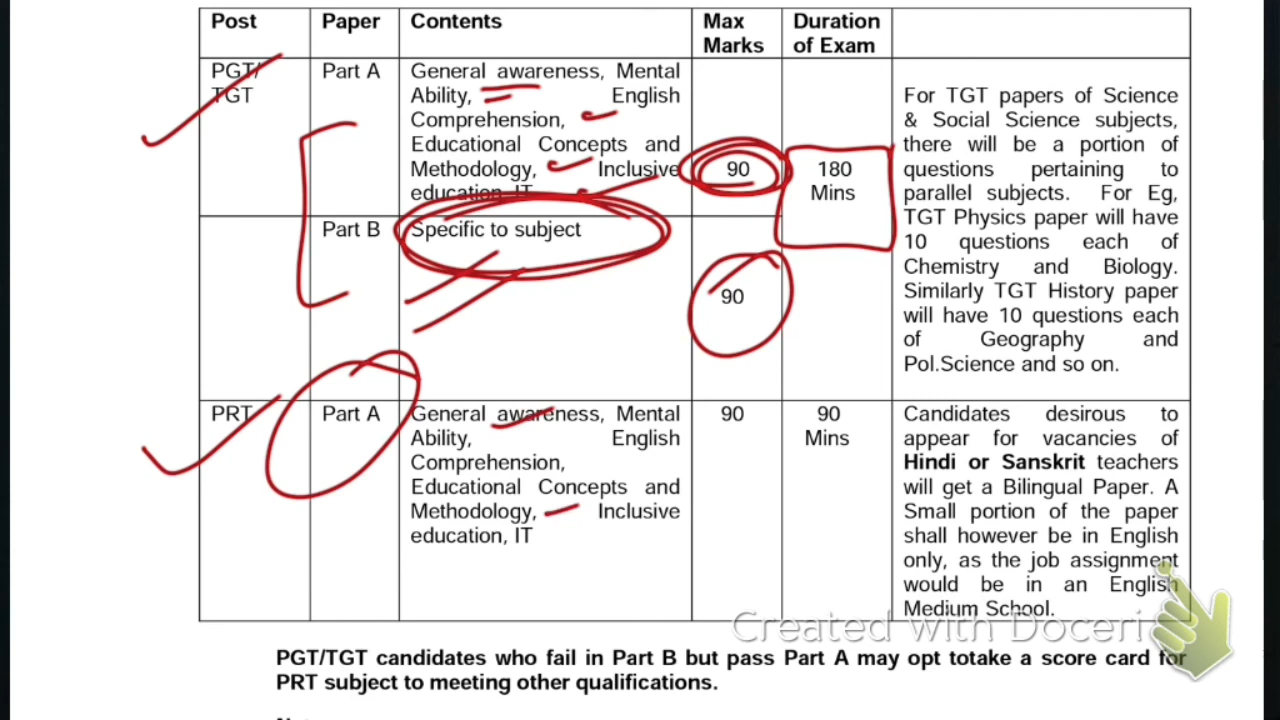 Post Paper Contents Max Marks Duration of Exam
PGT/
TGT
Part A
General awareness, Mental
Ability, English
Comprehension,
Educational Concepts and
Methodology, Inclusive
education, IT
90
180
Mins
For TGT papers of Science
& Social Science subjects,
there will be a portion of
questions pertaining to
parallel subjects. For Eg,
TGT Physics paper will have
10 questions each of
Chemistry and Biology.
Similarly TGT History paper
will have 10 questions each
of Geography and
Pol.Science and so on.
Part B
Specific to subject
90
PRT
Part A
General awareness, Mental
Ability, English
Comprehension,
Educational Concepts and
Methodology, Inclusive
education, IT
90
90
Mins
Candidates desirous to
appear for vacancies of
Hindi or Sanskrit teachers
will get a Bilingual Paper. A
Small portion of the paper
shall however be in English
only, as the job assignment
would be in an English
Medium School.
Created with Doceri
PGT/TGT candidates who fail in Part B but pass Part A may opt totake a score card for
PRT subject to meeting other qualifications.